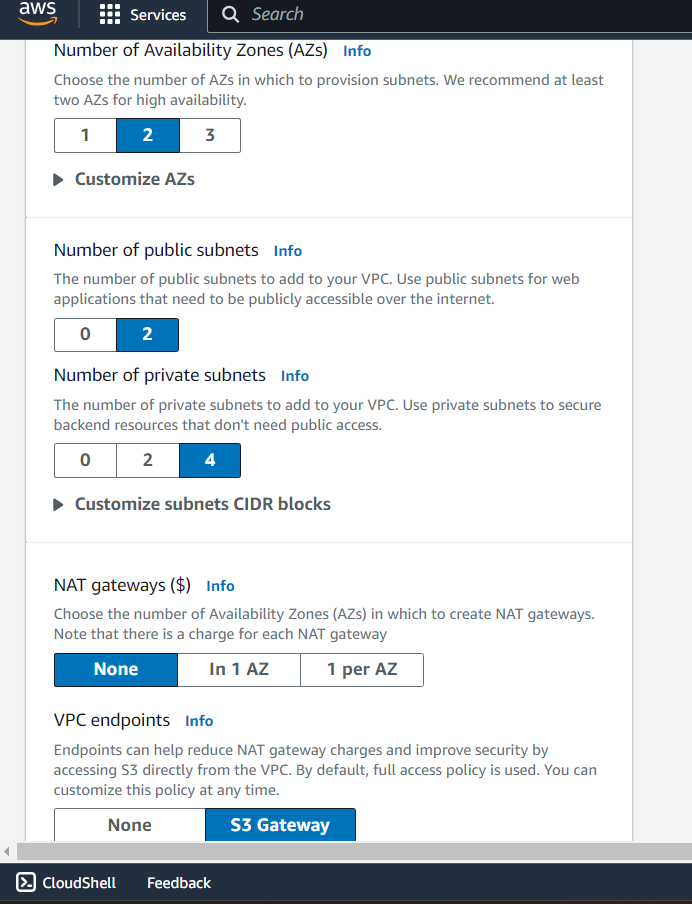 aws
Services
Search
Number of Availability Zones (AZs) Info
Choose the number of AZs in which to provision subnets. We recommend at least
two AZs for high availability.
1 2 3
Customize AZs
Number of public subnets Info
The number of public subnets to add to your VPC. Use public subnets for web
applications that need to be publicly accessible over the internet.
0 2
Number of private subnets Info
The number of private subnets to add to your VPC. Use private subnets to secure
backend resources that don't need public access.
0 2 4
Customize subnets CIDR blocks
NAT gateways ($) Info
Choose the number of Availability Zones (AZs) in which to create NAT gateways.
Note that there is a charge for each NAT gateway
None In 1 AZ 1 per AZ
VPC endpoints Info
Endpoints can help reduce NAT gateway charges and improve security by
accessing S3 directly from the VPC. By default, full access policy is used. You can
customize this policy at any time.
None S3 Gateway
CloudShell Feedback